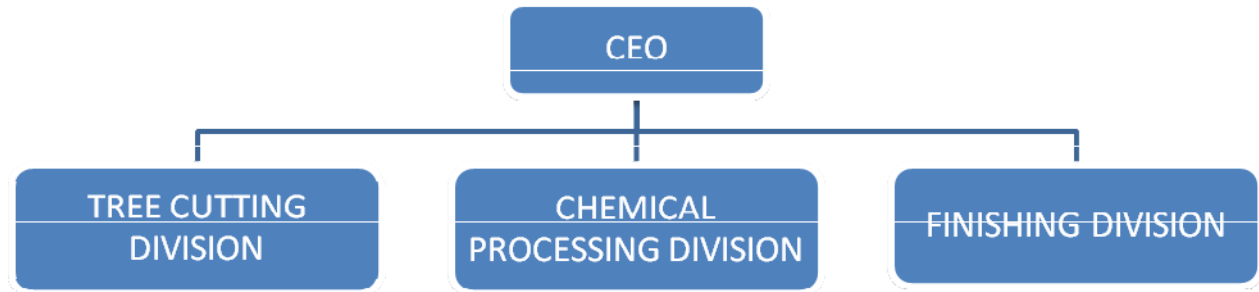 CEO
TREE CUTTING
DIVISION
CHEMICAL
PROCESSING DIVISION
FINISHING DIVISION